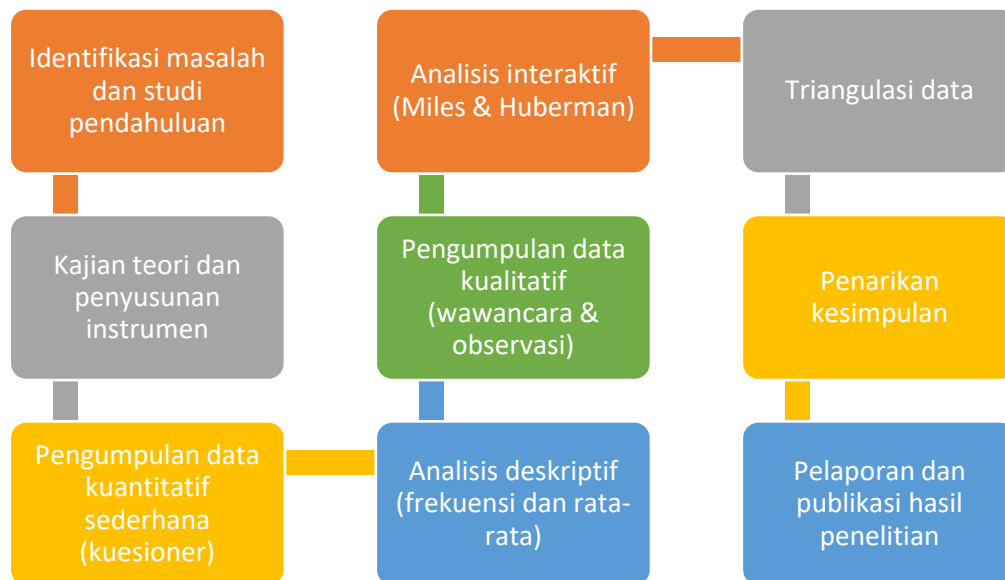 Identifikasi masalah
dan studi
pendahuluan
Kajian teori dan
penyusunan
instrumen
Pengumpulan data
kuantitatif
sederhana
(kuesioner)
Analisis deskriptif
(frekuensi dan rata-
rata)
Pengumpulan data
kualitatif
(wawancara &
observasi)
Analisis interaktif
(Miles & Huberman)
Triangulasi data
Penarikan
kesimpulan
Pelaporan dan
publikasi hasil
penelitian